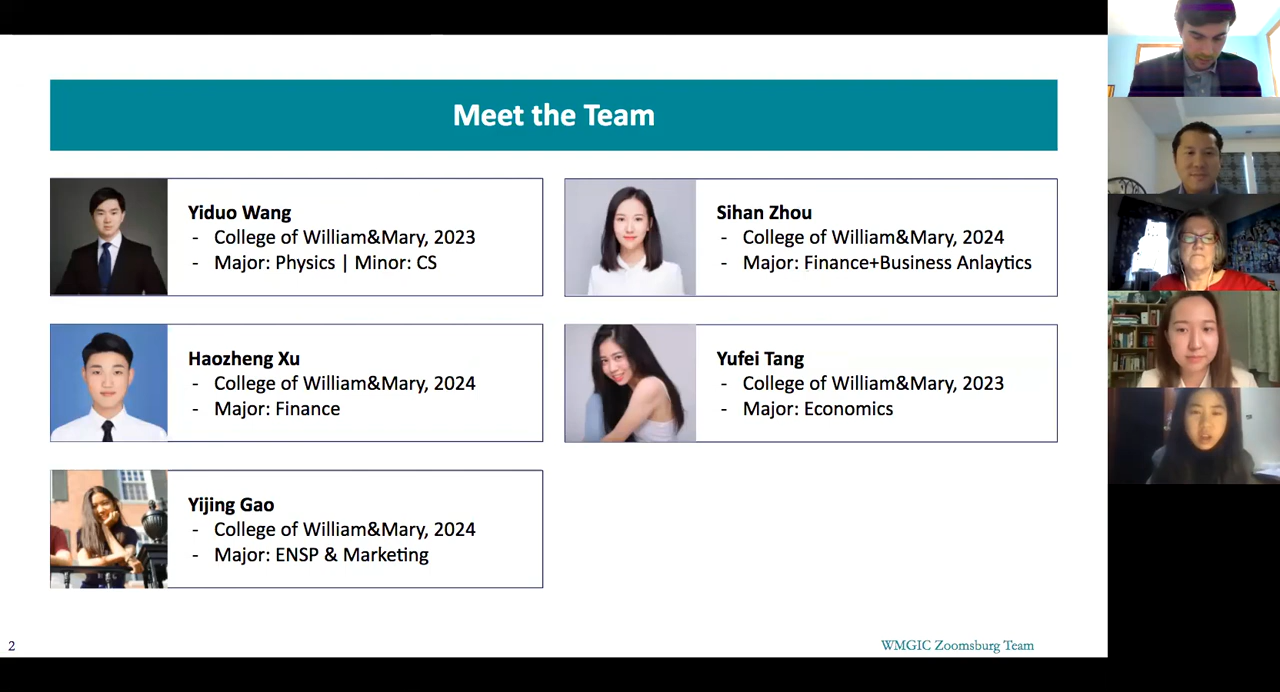 Meet the Team
Yiduo Wang
- College of William&Mary, 2023
- Major: Physics | Minor: CS
Sihan Zhou
- College of William&Mary, 2024
- Major: Finance+Business Anlaytics
Haozheng Xu
- College of William&Mary, 2024
- Major: Finance
Yufei Tang
- College of William&Mary, 2023
- Major: Economics
Yijing Gao
- College of William&Mary, 2024
- Major: ENSP & Marketing
2
WMGIC Zoomsburg Team